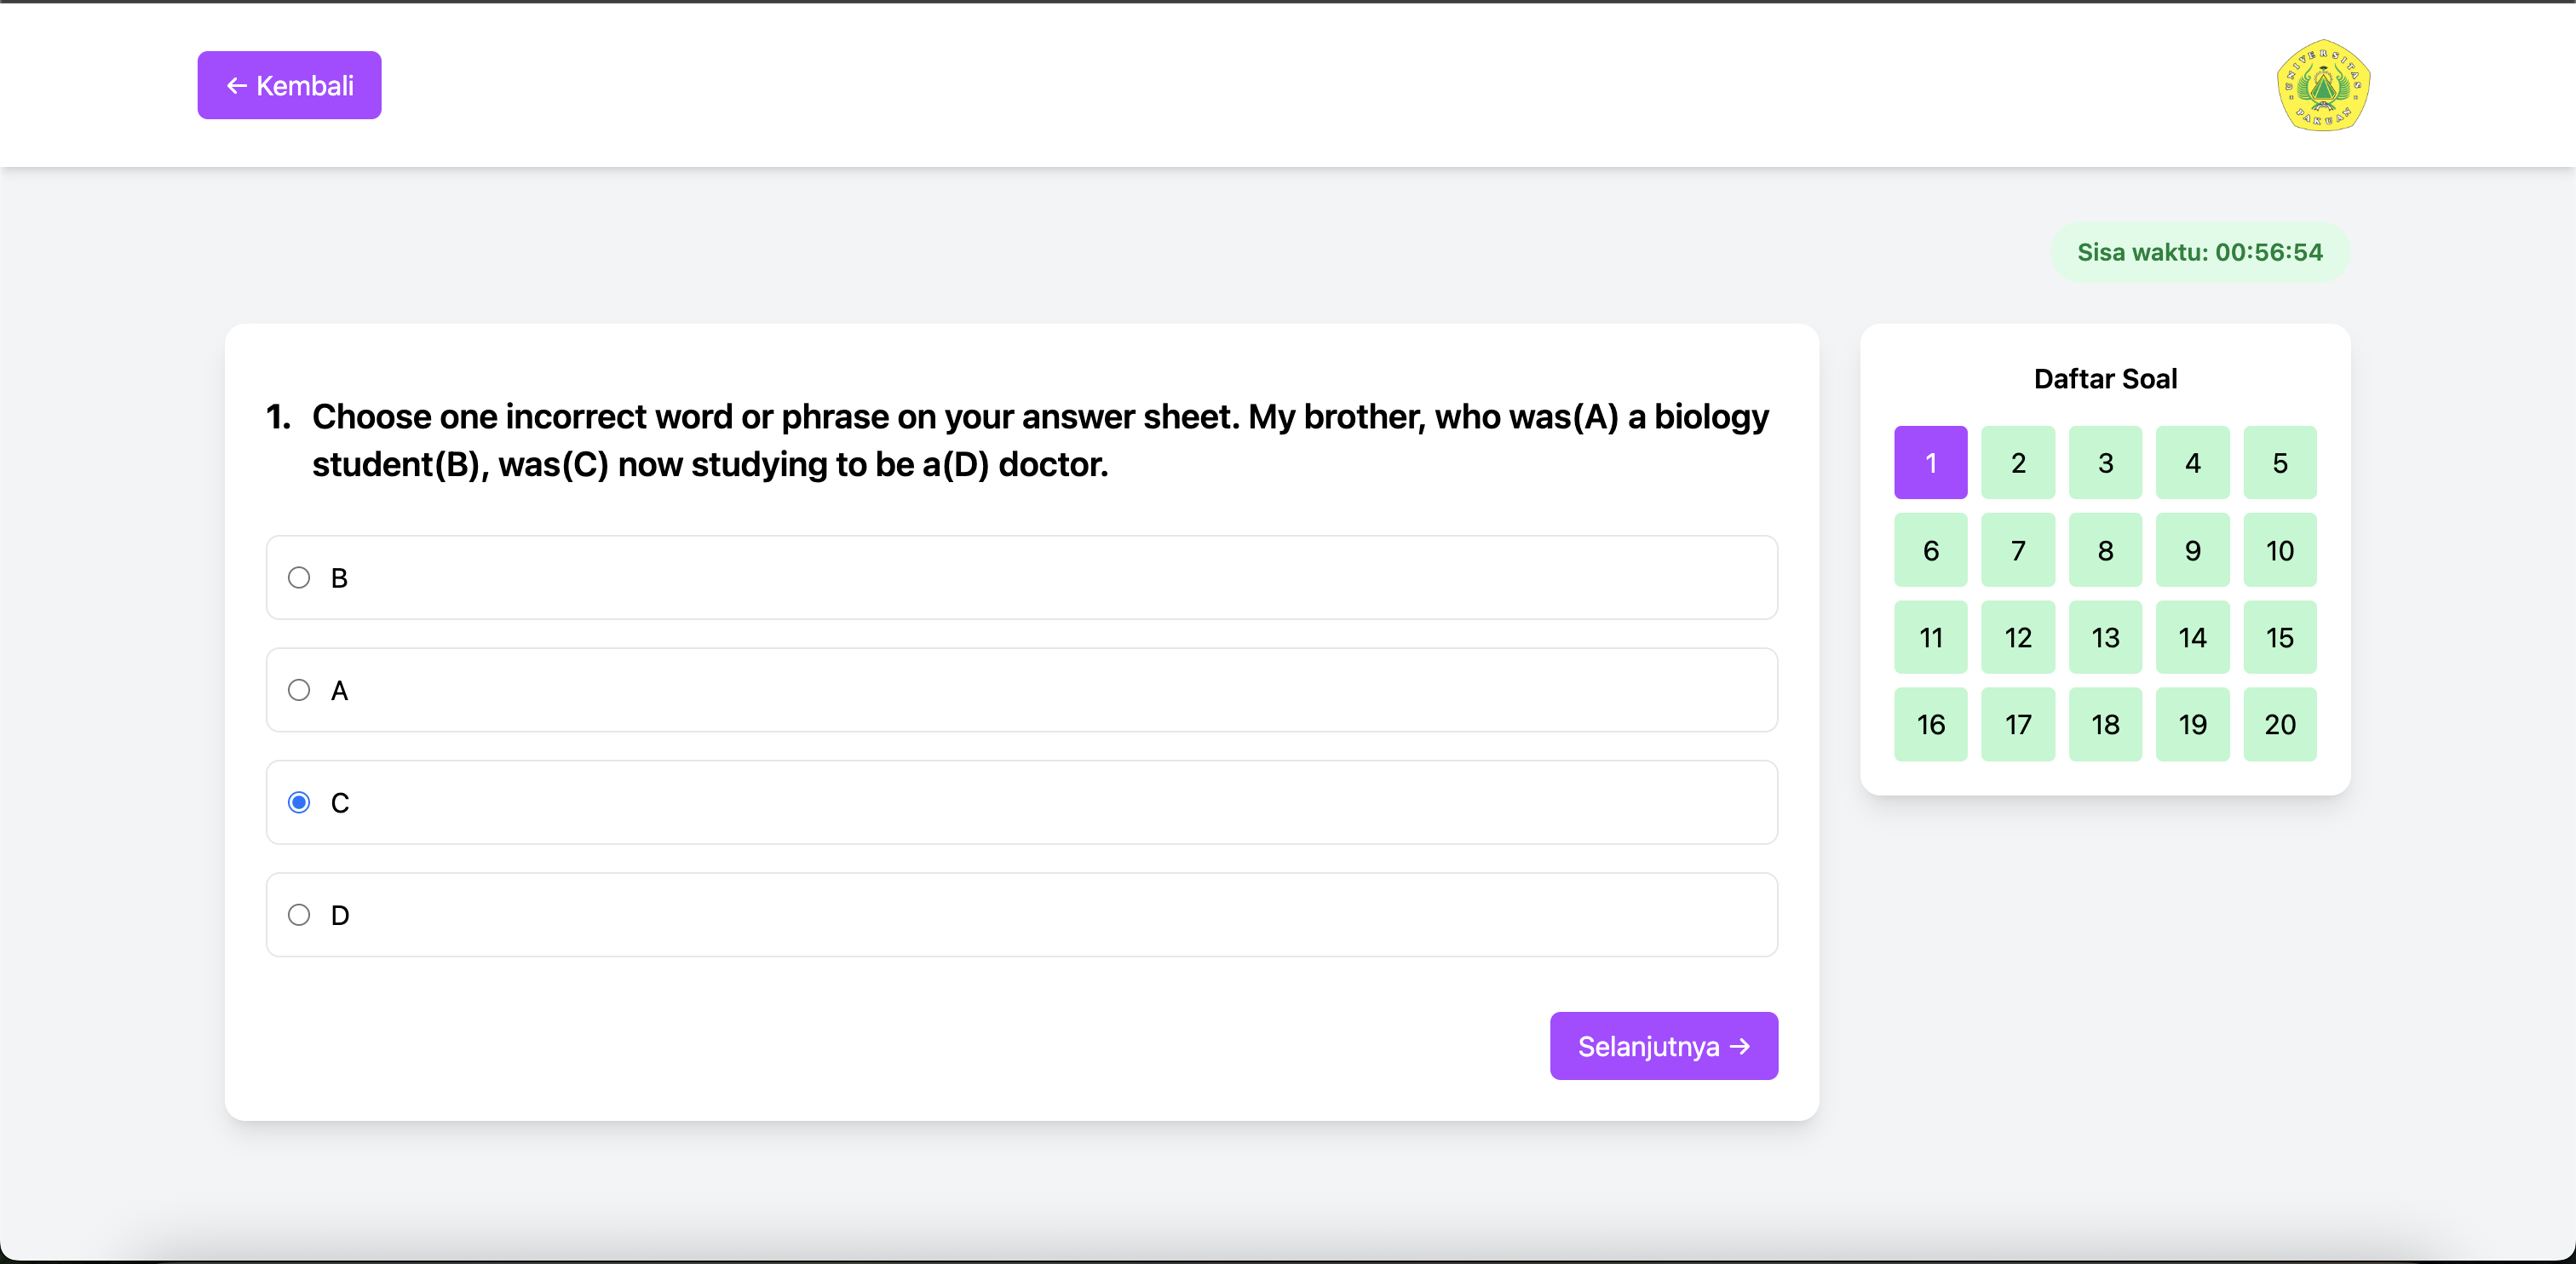 ← Kembali
UNIVERSITAS
PAKUAN
Sisa waktu: 00:56:54
1. Choose one incorrect word or phrase on your answer sheet. My brother, who was(A) a biology
student(B), was(C) now studying to be a(D) doctor.
B
A
C
D
Selanjutnya →
Daftar Soal
1 2 3 4 5
6 7 8 9 10
11 12 13 14 15
16 17 18 19 20